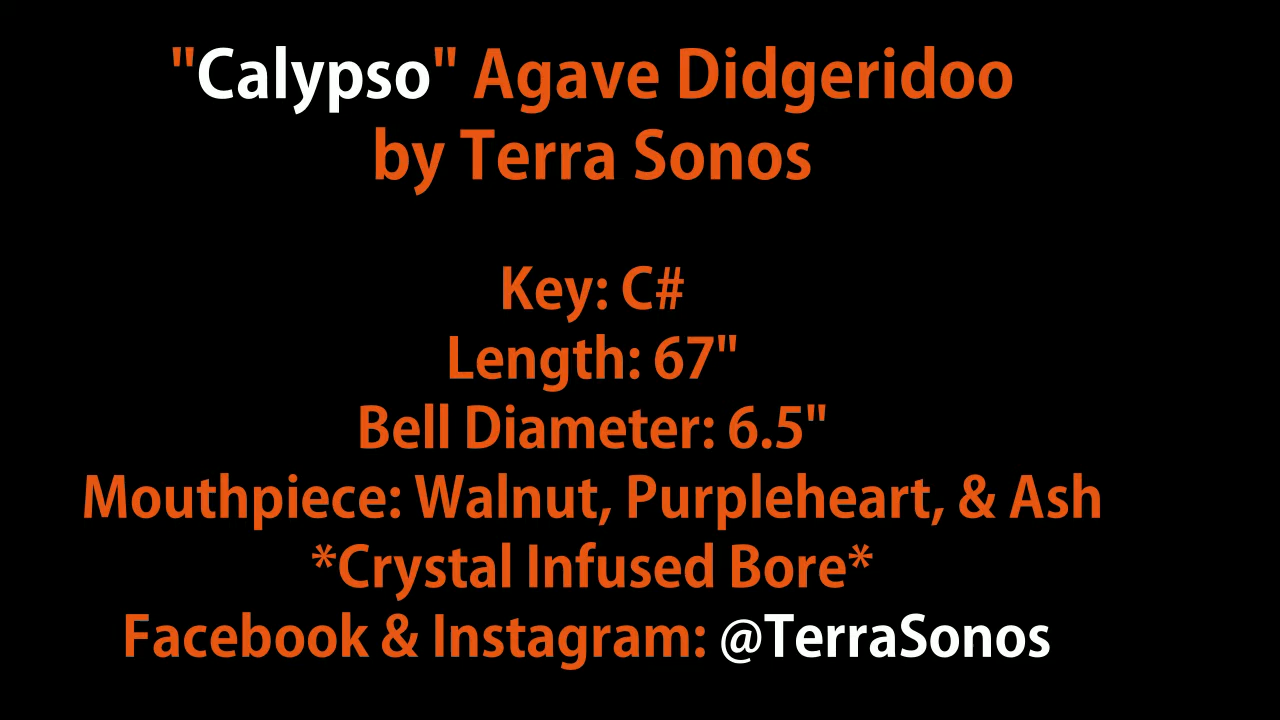 "Calypso" Agave Didgeridoo
by Terra Sonos
Key: C#
Length: 67"
Bell Diameter: 6.5"
Mouthpiece: Walnut, Purpleheart, & Ash
*Crystal Infused Bore*
Facebook & Instagram: @TerraSonos